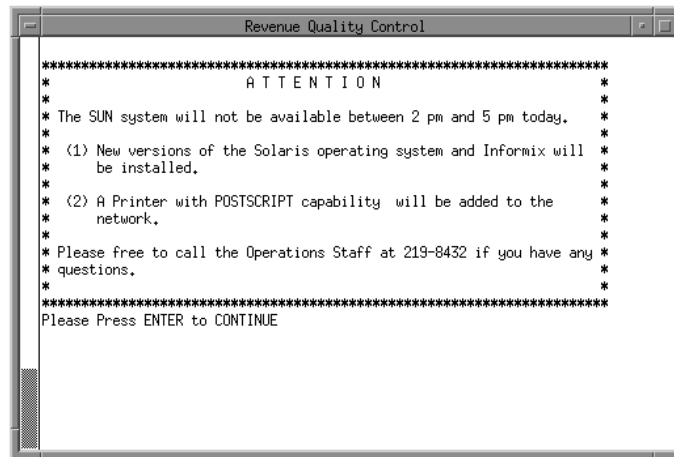 Revenue Quality Control
*************************************************************************
* A T T E N T I O N *
* *
* The SUN system will not be available between 2 pm and 5 pm today. *
* *
* (1) New versions of the Solaris operating system and Informix will *
* be installed. *
* *
* (2) A Printer with POSTSCRIPT capability  will be added to the *
* network. *
* *
* Please free to call the Operations Staff at 219-8432 if you have any *
* questions. *
* *
*************************************************************************
Please Press ENTER to CONTINUE